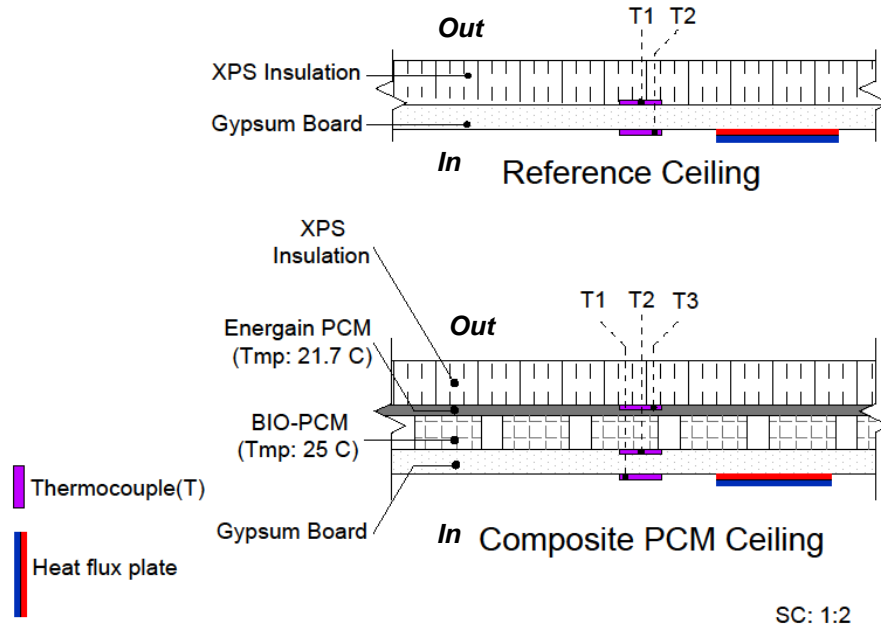 Out
T1 T2
XPS Insulation
Gypsum Board
In
Reference Ceiling
XPS
Insulation
T1 T2 T3
Energain PCM
(Tmp: 21.7 C)
Out
BIO-PCM
(Tmp: 25 C)
Thermocouple(T)
Gypsum Board
In
Composite PCM Ceiling
Heat flux plate
SC: 1:2